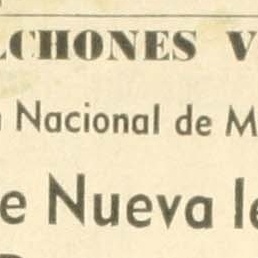 LCHONES V
Nacional de M
e Nueva le